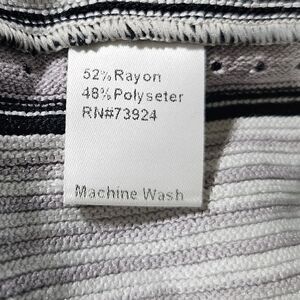 52% Rayon
48% Polyseter
RN#73924
Machine Wash